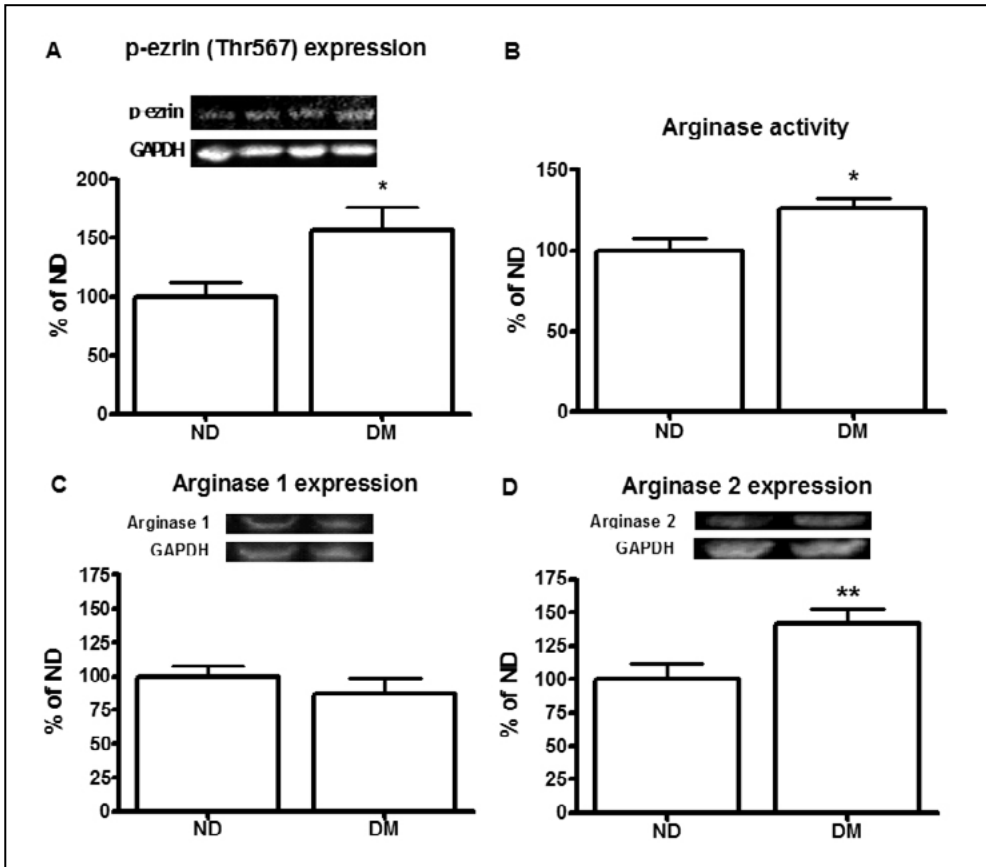 A p-ezrin (Thr567) expression
p-ezrin
GAPDH
200
150
100
50
0
% of ND
*
ND DM
B
Arginase activity
150
100
50
0
% of ND
*
ND DM
C Arginase 1 expression
Arginase 1
GAPDH
175
150
125
100
75
50
25
0
% of ND
ND DM
D Arginase 2 expression
Arginase 2
GAPDH
175
150
125
100
75
50
25
0
% of ND
**
ND DM